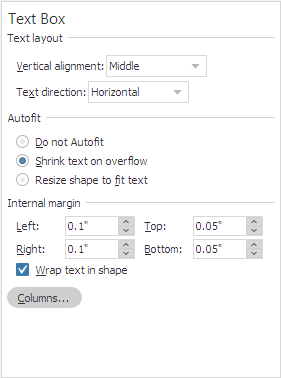 Text Box
Text layout
Vertical alignment: Middle
Text direction: Horizontal
Autofit
Do not Autofit
Shrink text on overflow
Resize shape to fit text
Internal margin
Left: 0.1" Top: 0.05"
Right: 0.1" Bottom: 0.05"
Wrap text in shape
Columns...